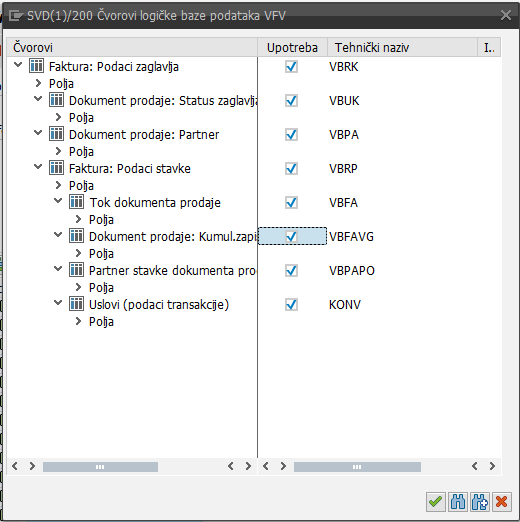 SVD(1)/200 Čvorovi logičke baze podataka VFV
Čvorovi Upotreba Tehnički naziv I..
Faktura: Podaci zaglavlja VBRK
Polja
Dokument prodaje: Status zaglavlja VBUK
Polja
Dokument prodaje: Partner VBPA
Polja
Faktura: Podaci stavke VBRP
Polja
Tok dokumenta prodaje VBFA
Polja
Dokument prodaje: Kumul.zapi VBFAVG
Polja
Partner stavke dokumenta pro VBPAPO
Polja
Uslovi (podaci transakcije) KONV
Polja